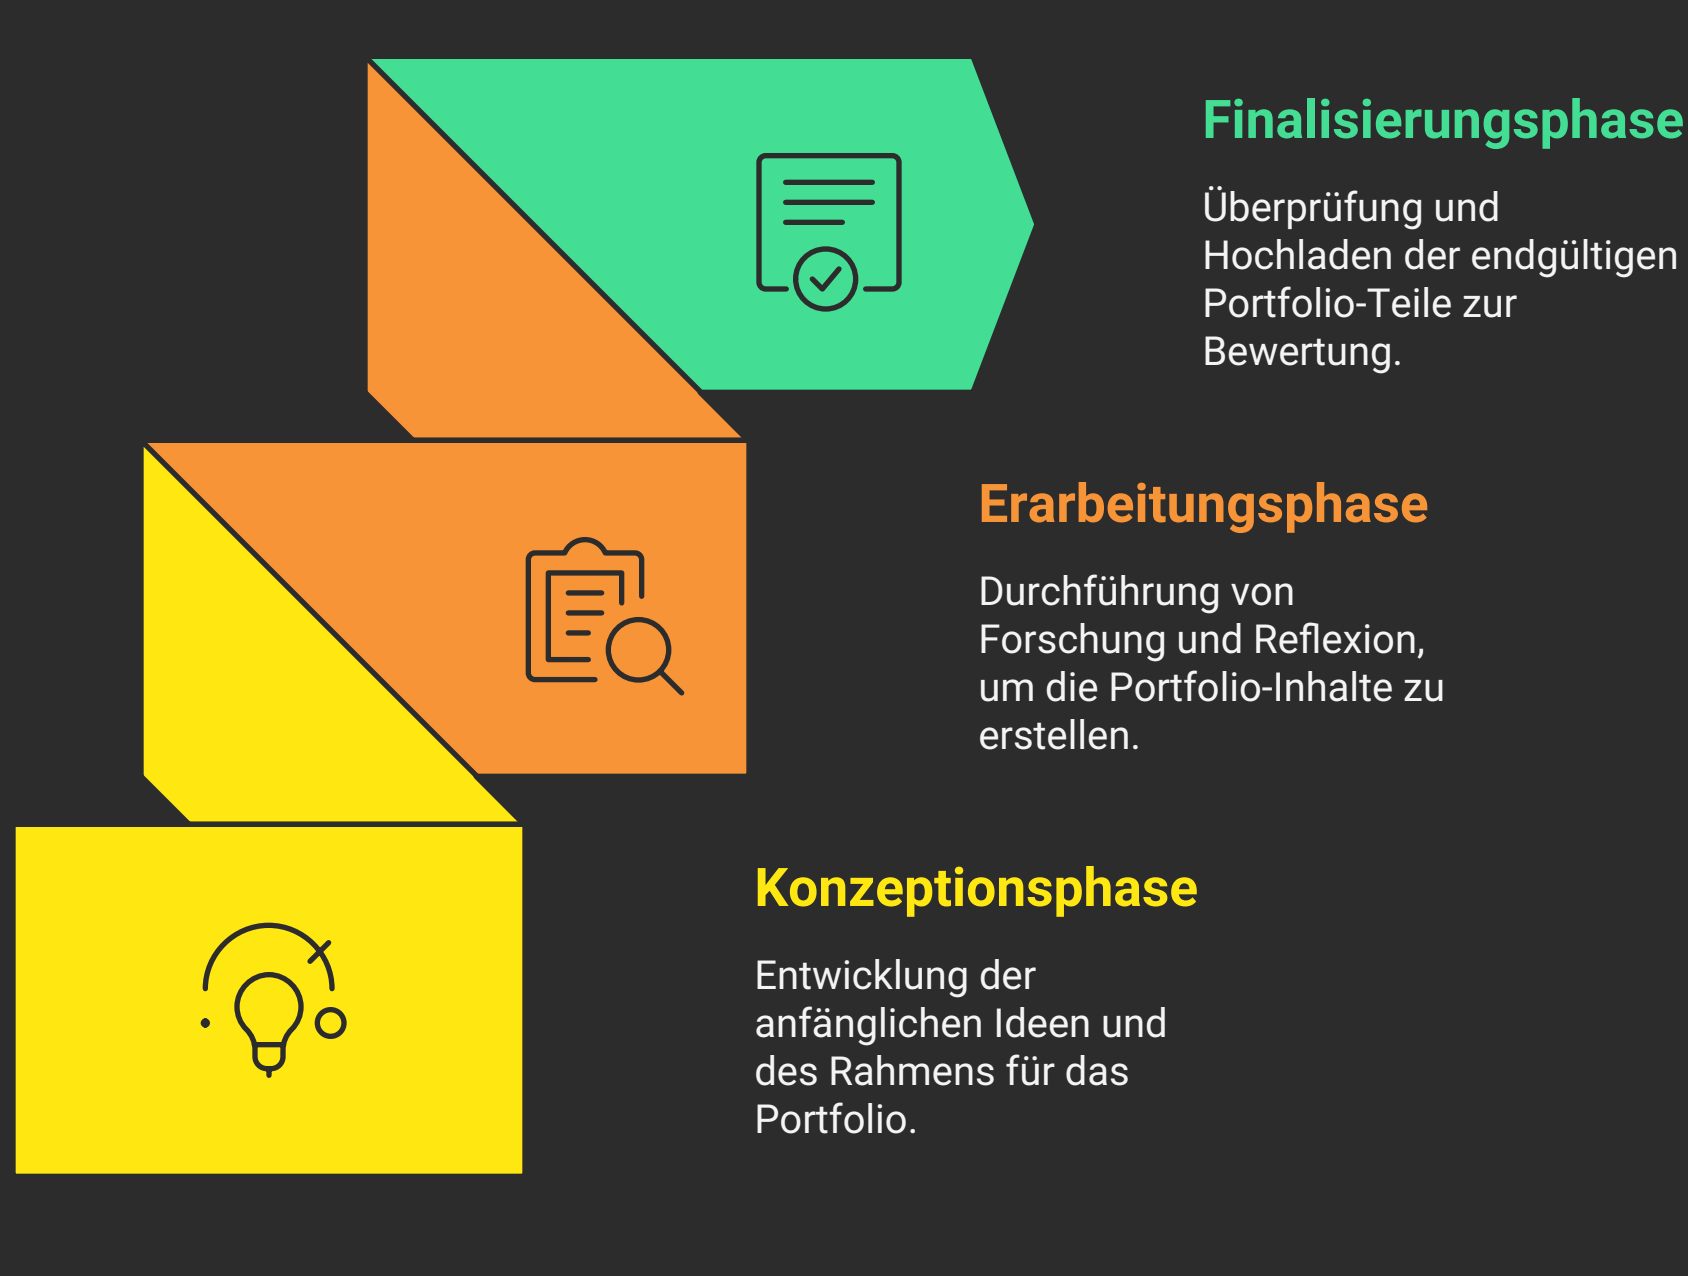 Finalisierungsphase
Überprüfung und
Hochladen der endgültigen
Portfolio-Teile zur
Bewertung.
Erarbeitungsphase
Durchführung von
Forschung und Reflexion,
um die Portfolio-Inhalte zu
erstellen.
Konzeptionsphase
Entwicklung der
anfänglichen Ideen und
des Rahmens für das
Portfolio.